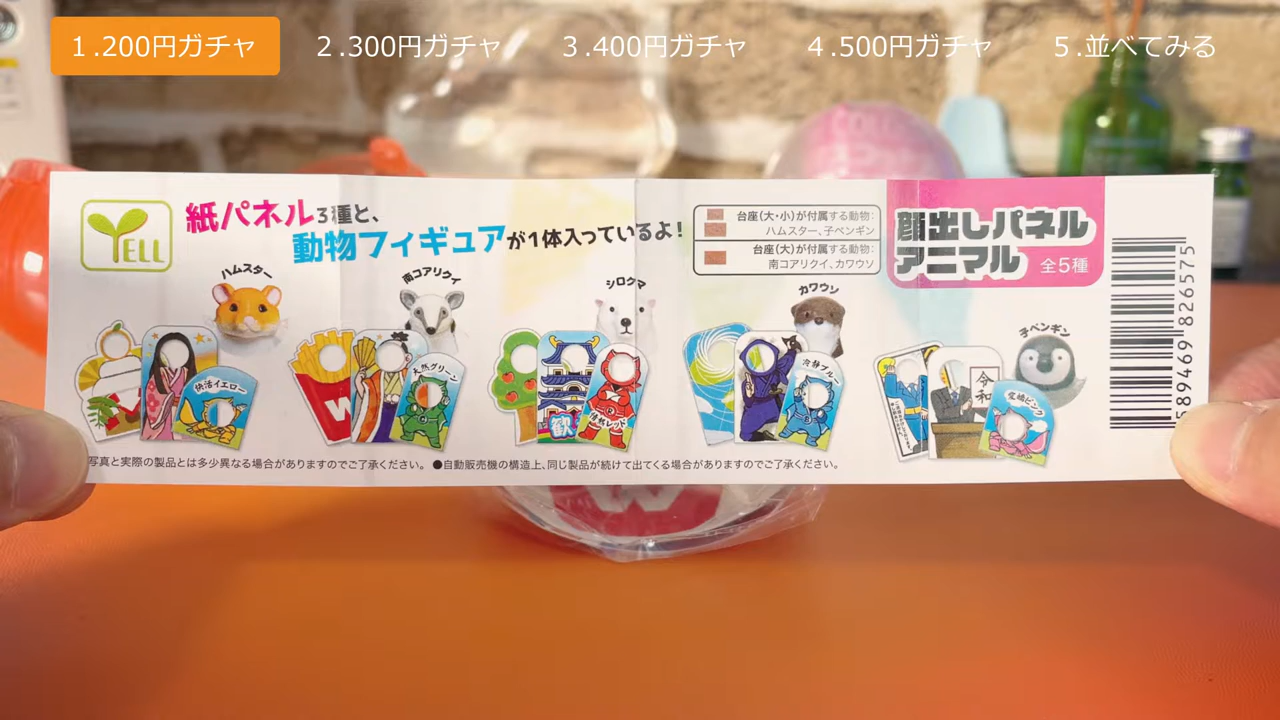 1.200円ガチャ
2.300円ガチャ
3.400円ガチャ
4.500円ガチャ
5.並べてみる
YELL
紙パネル3種と、
動物フィギュアが1体入っているよ!
台座(大・小)が付属する動物:
ハムスター、子ペンギン
台座(大)が付属する動物:
南コアリクイ、カワウソ
顔出しパネル
アニマル 全5種
ハムスター
南コアリクイ
シロクマ
カワウソ
子ペンギン
快活イエロー
天然グリーン
冷静ブルー
令和
W
歓
写真と実際の製品とは多少異なる場合がありますのでご了承ください。 ●自動販売機の構造上、同じ製品が続けて出てくる場合がありますのでご了承ください。
589469 826575
W